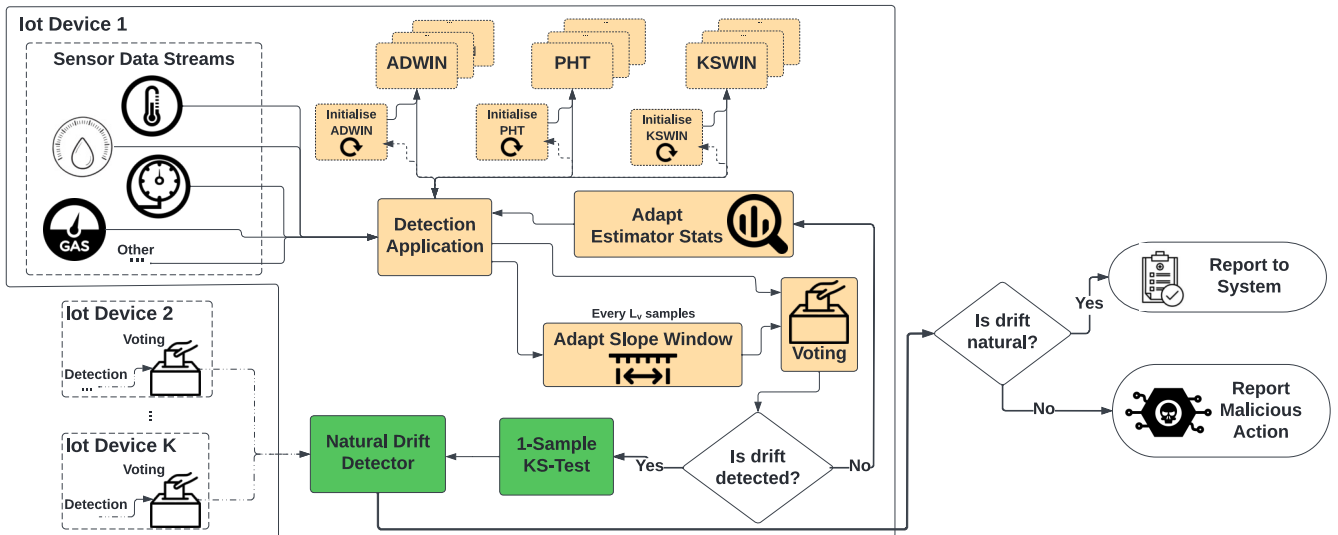 Iot Device 1
Sensor Data Streams
GAS
Other
...
ADWIN
...
...
PHT
...
...
KSWIN
...
...
Initialise
ADWIN
Initialise
PHT
Initialise
KSWIN
Detection
Application
Adapt
Estimator Stats
Every Lᵥ samples
Adapt Slope Window
Voting
Is drift
detected?
Yes
No
1-Sample
KS-Test
Natural Drift
Detector
Iot Device 2
Voting
Detection
...
...
Iot Device K
Voting
Detection
...
Is drift
natural?
Yes
No
Report to
System
Report
Malicious
Action